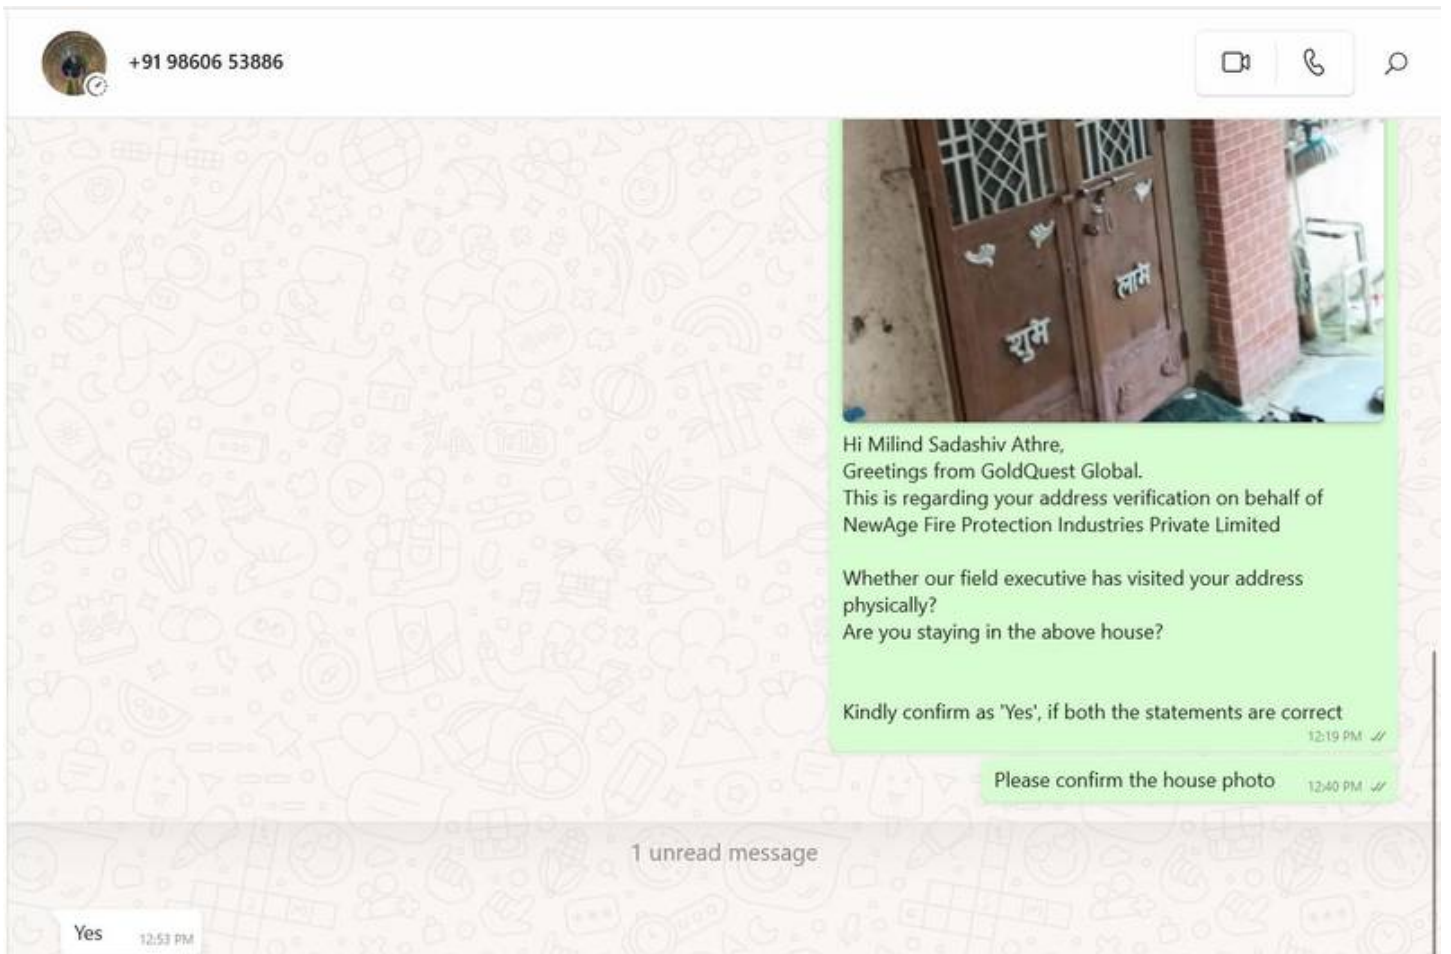 +91 98606 53886
शुभ
लाभ
Hi Milind Sadashiv Athre,
Greetings from GoldQuest Global.
This is regarding your address verification on behalf of
NewAge Fire Protection Industries Private Limited
Whether our field executive has visited your address
physically?
Are you staying in the above house?
Kindly confirm as 'Yes', if both the statements are correct
12:19 PM
Please confirm the house photo 12:40 PM
1 unread message
Yes 12:53 PM